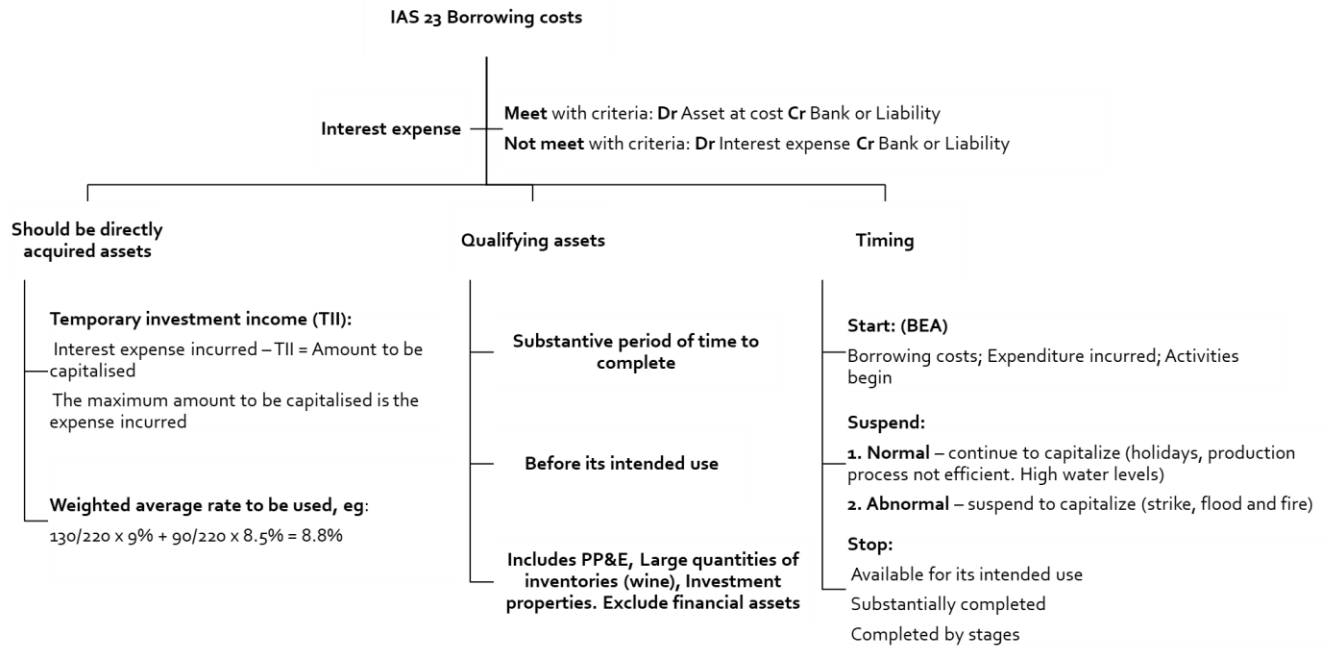 IAS 23 Borrowing costs
Interest expense
Meet with criteria: Dr Asset at cost Cr Bank or Liability
Not meet with criteria: Dr Interest expense Cr Bank or Liability
Should be directly
acquired assets
Temporary investment income (TII):
Interest expense incurred – TII = Amount to be
capitalised
The maximum amount to be capitalised is the
expense incurred
Weighted average rate to be used, eg:
130/220 x 9% + 90/220 x 8.5% = 8.8%
Qualifying assets
Substantive period of time to
complete
Before its intended use
Includes PP&E, Large quantities of
inventories (wine), Investment
properties. Exclude financial assets
Timing
Start: (BEA)
Borrowing costs; Expenditure incurred; Activities
begin
Suspend:
1. Normal – continue to capitalize (holidays, production
process not efficient. High water levels)
2. Abnormal – suspend to capitalize (strike, flood and fire)
Stop:
Available for its intended use
Substantially completed
Completed by stages